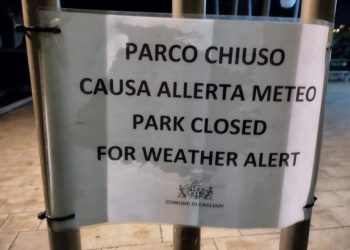 PARCO CHIUSO
CAUSA ALLERTA METEO
PARK CLOSED
FOR WEATHER ALERT
COMUNE DI CAGLIARI